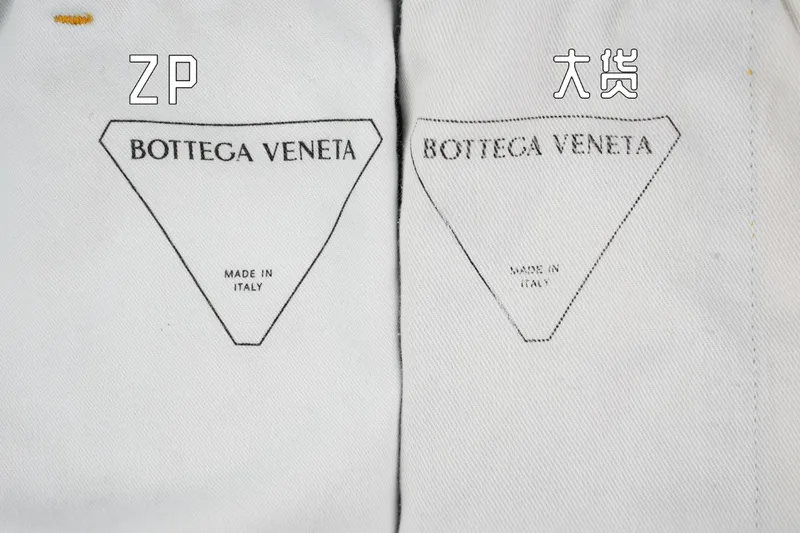 ZP
BOTTEGA VENETA
MADE IN
ITALY
大货
BOTTEGA VENETA
MADE IN
ITALY